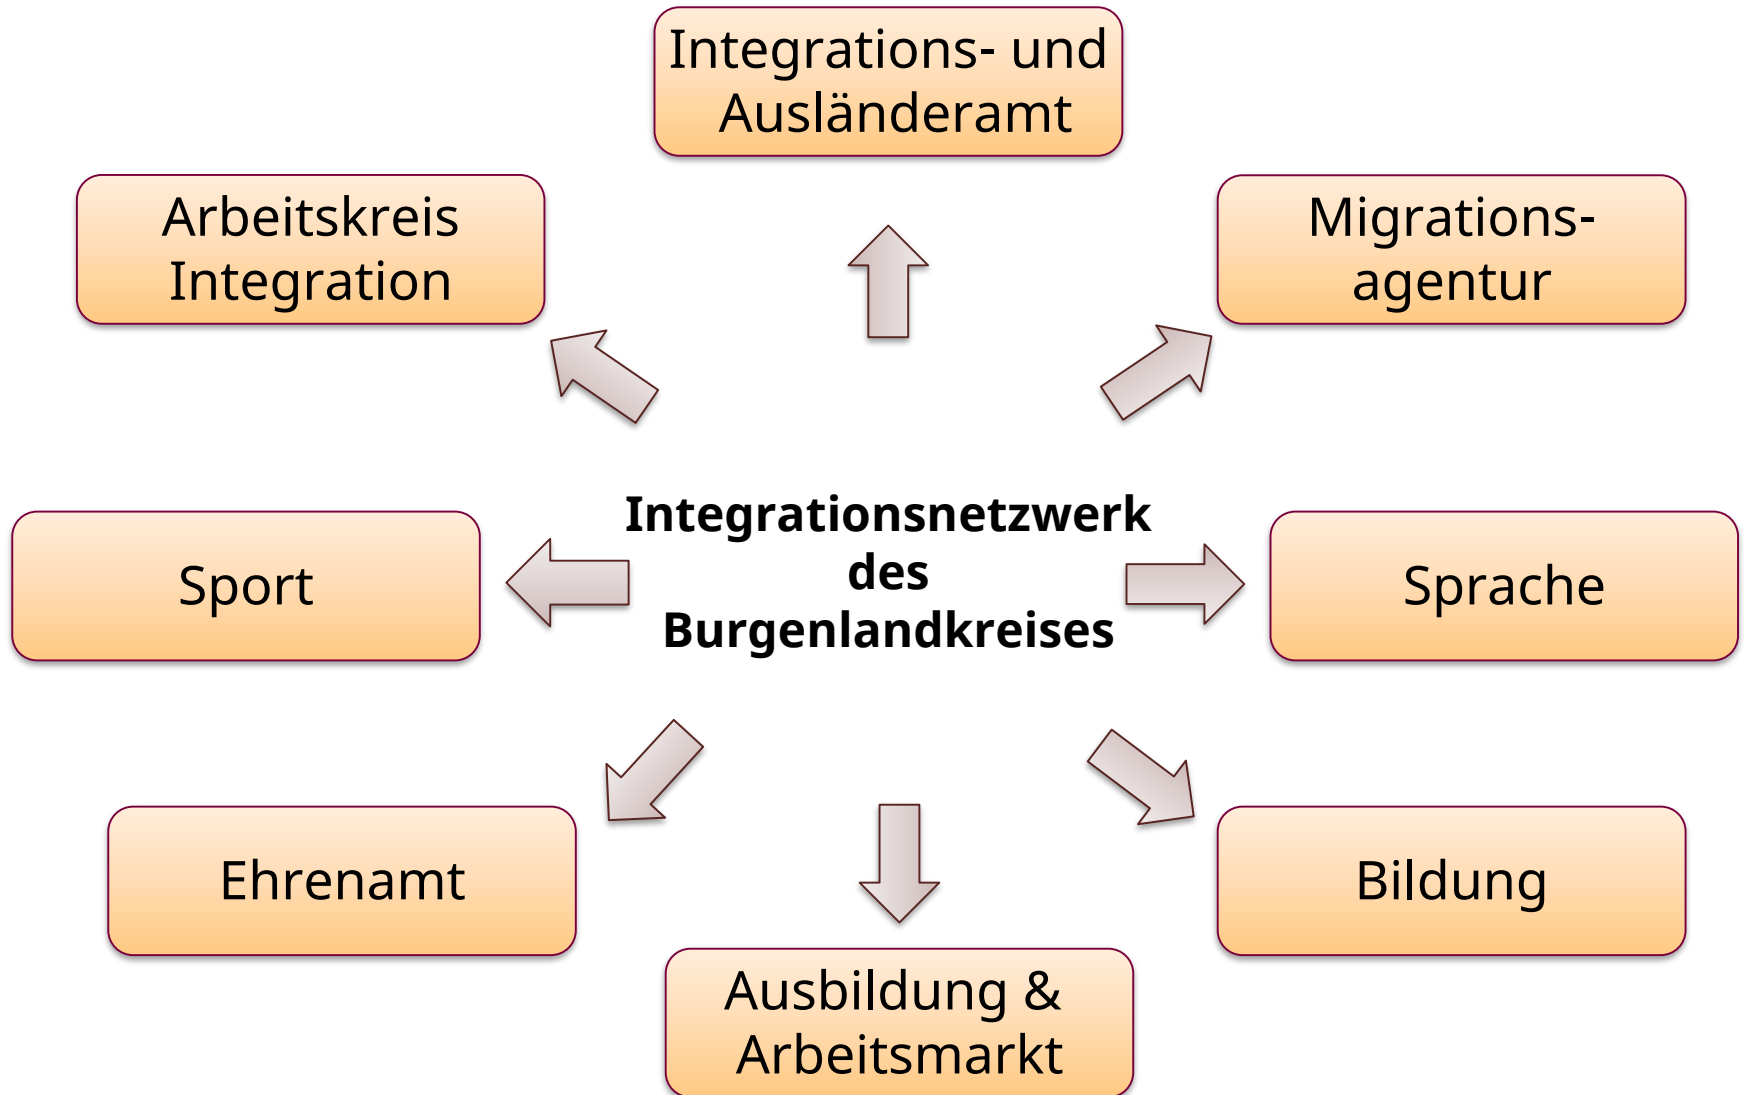 Integrations- und
Ausländeramt
Arbeitskreis
Integration
Migrations-
agentur
Integrationsnetzwerk
des
Burgenlandkreises
Sport
Sprache
Ehrenamt
Bildung
Ausbildung &
Arbeitsmarkt